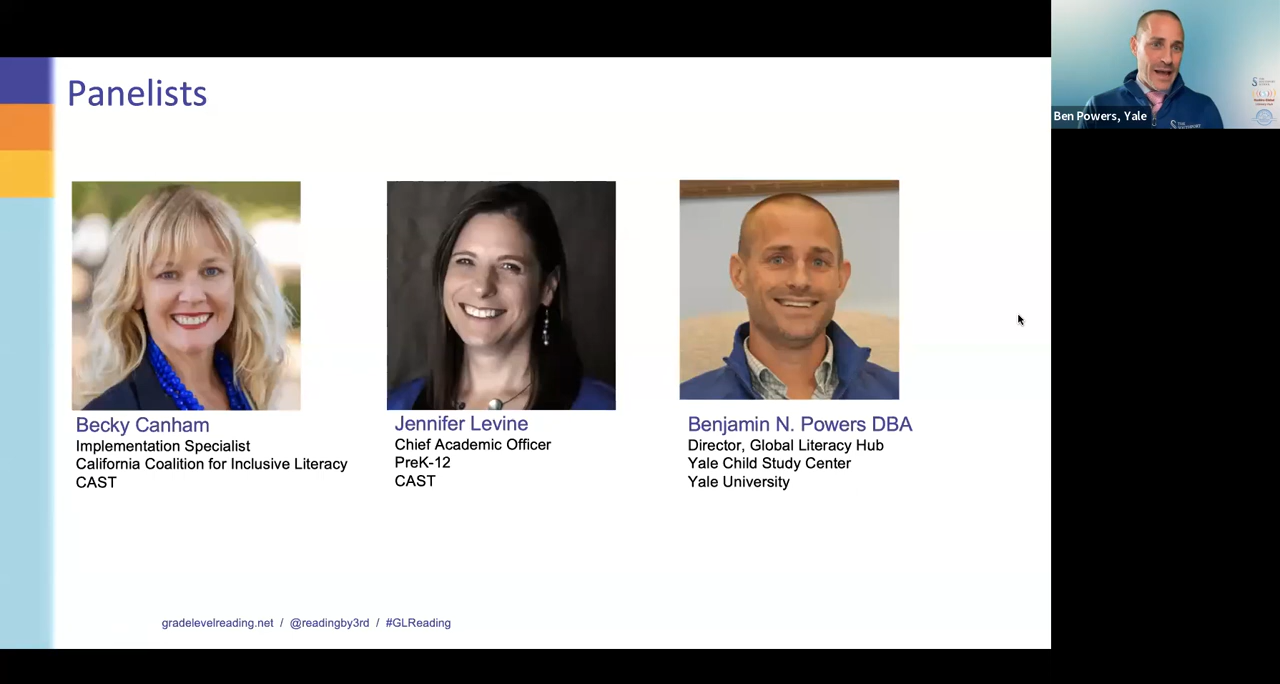 Panelists
Ben Powers, Yale
Becky Canham
Implementation Specialist
California Coalition for Inclusive Literacy
CAST
Jennifer Levine
Chief Academic Officer
PreK-12
CAST
Benjamin N. Powers DBA
Director, Global Literacy Hub
Yale Child Study Center
Yale University
gradelevelreading.net / @readingby3rd / #GLReading